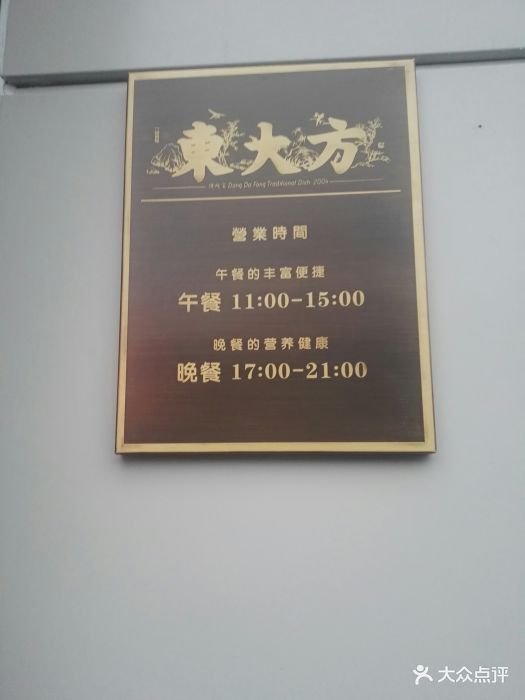 東大方
Dong Da Fang Traditional Dish 2004
營業時間
午餐的丰富便捷
午餐 11:00-15:00
晚餐的营养健康
晚餐 17:00-21:00
大众点评